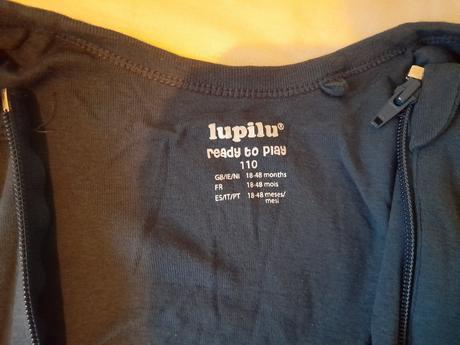 lupilu®
ready to play
110
GB/IE/NI 18-48 months
FR 18-48 mois
ES/IT/PT 18-48 meses/
mesi